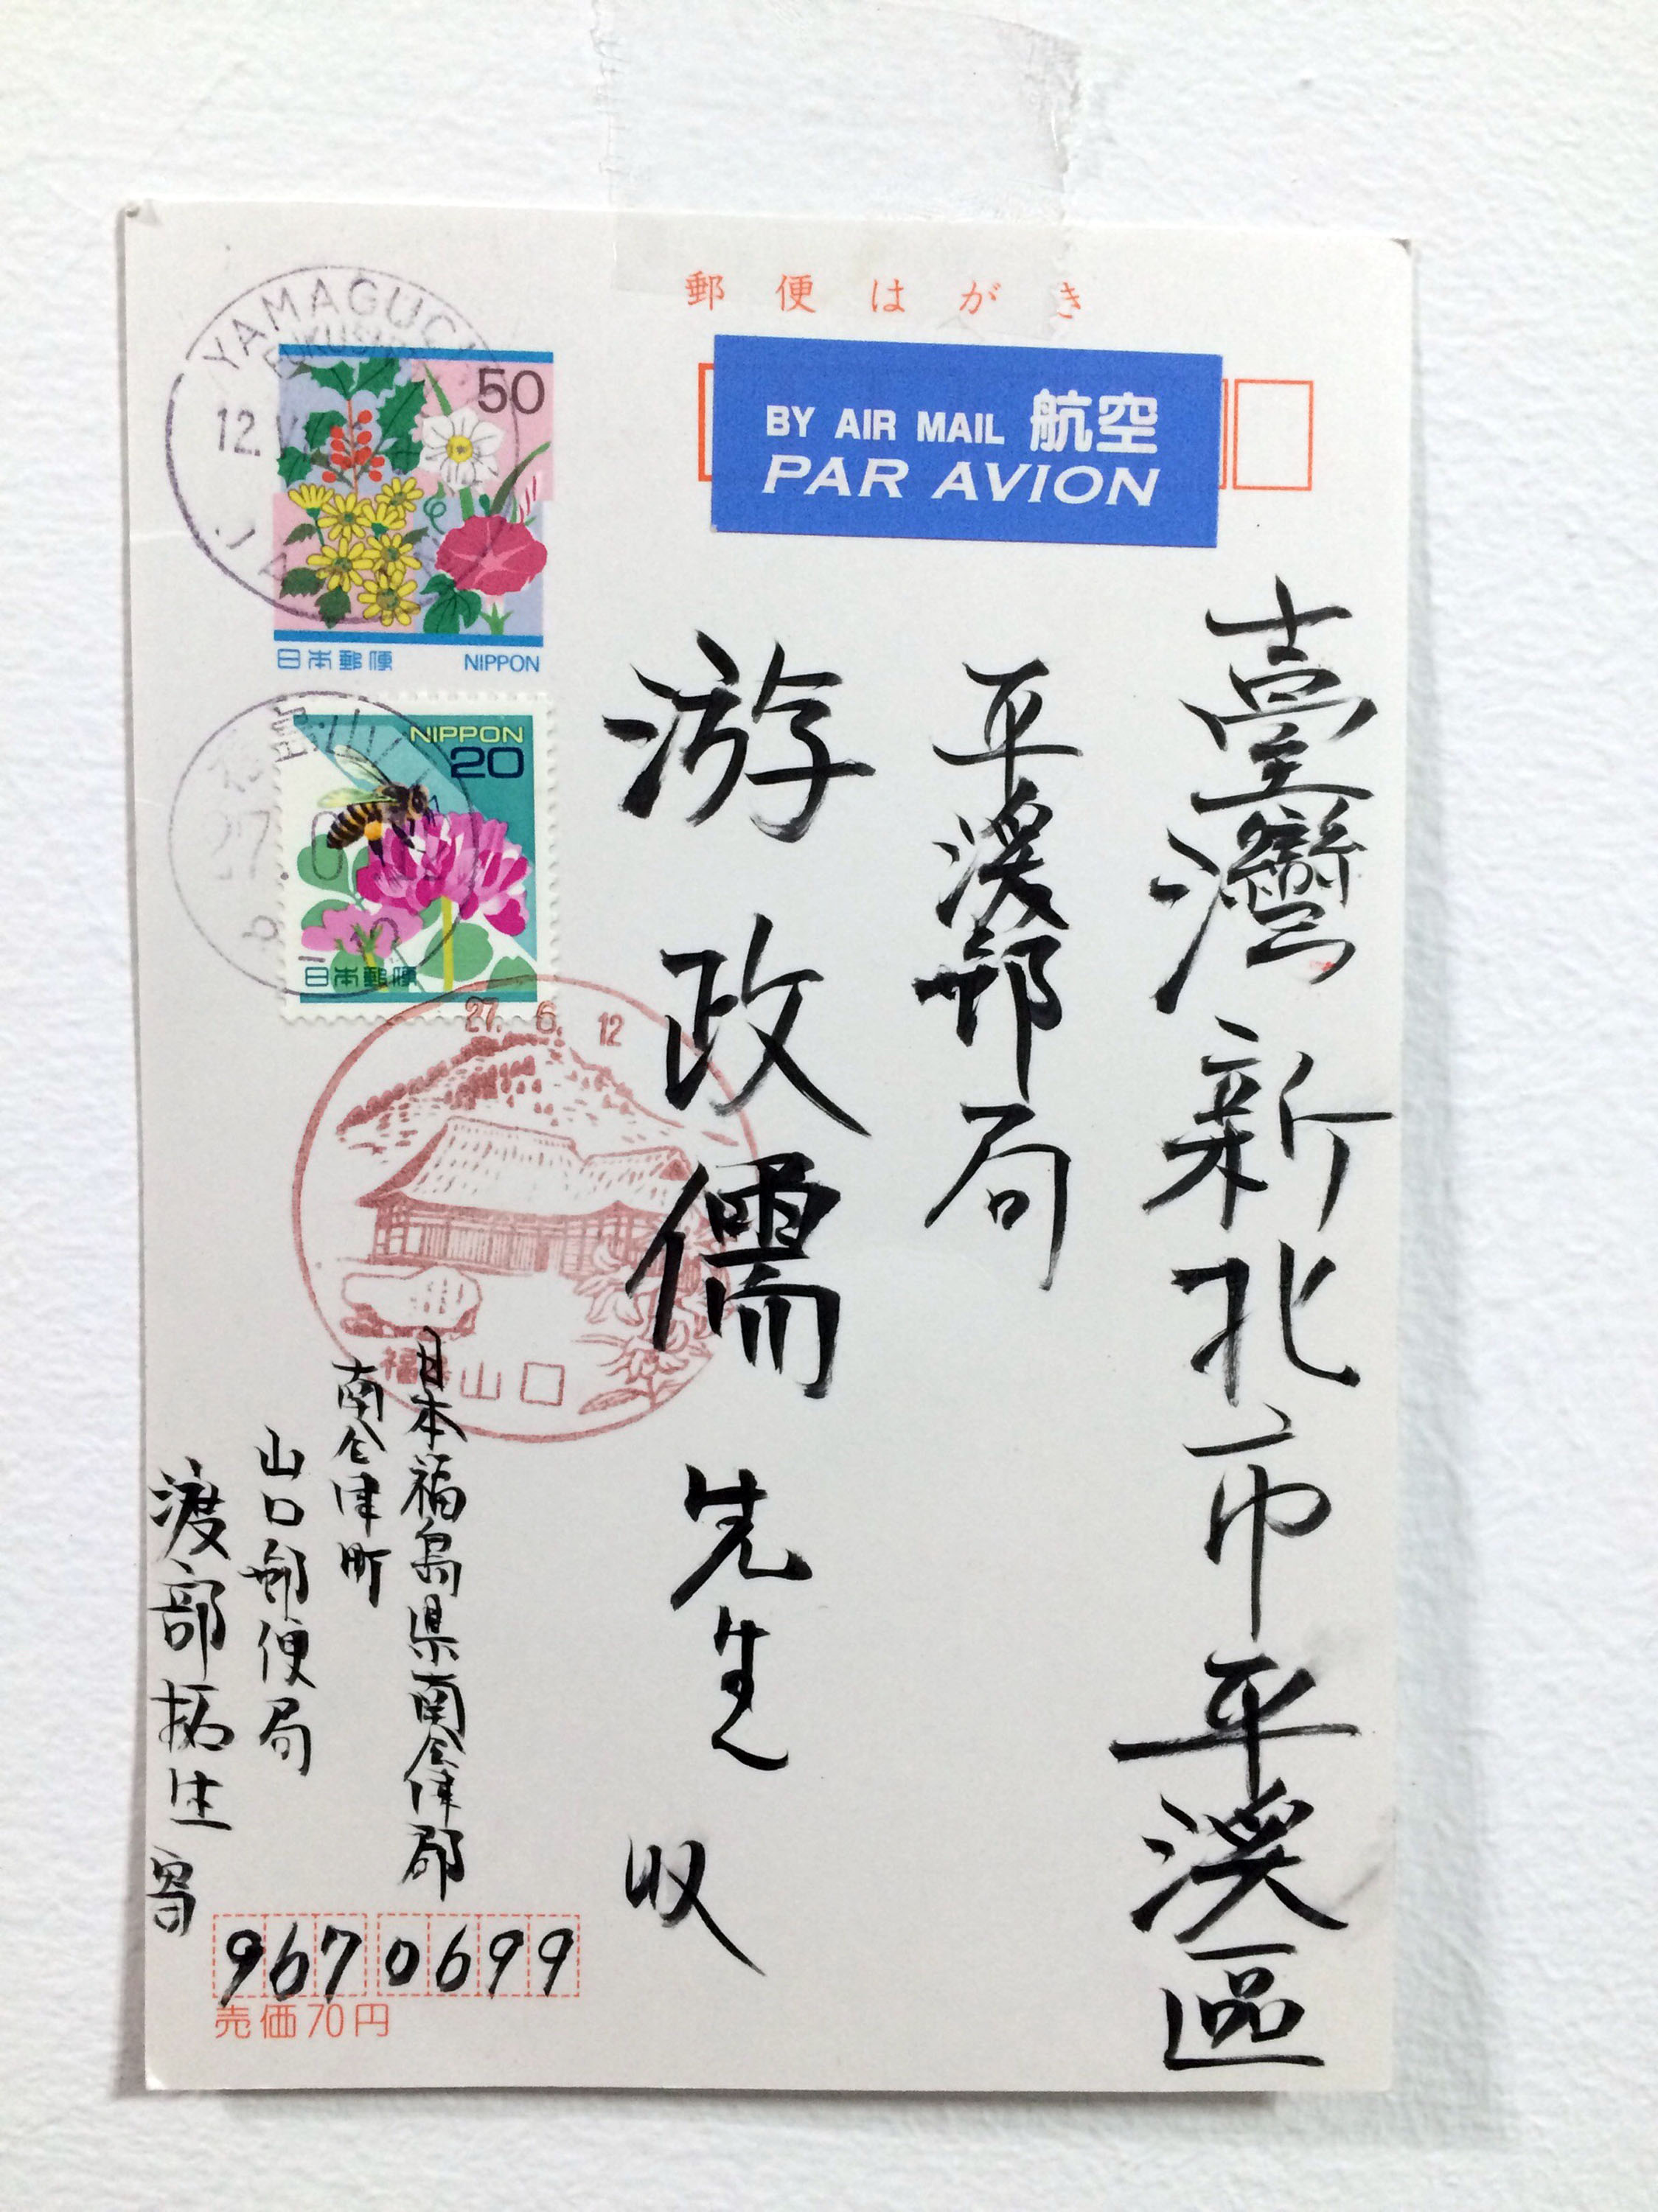 郵便はがき
BY AIR MAIL 航空
PAR AVION
50
日本郵便 NIPPON
NIPPON
20
日本郵便
27. 6. 12
山口
臺灣新北市平溪區
平溪郵局
游政儒先生 収
日本福島県南会津郡
南会津町
山口郵便局
渡部拓生 寄
9670699
売価70円